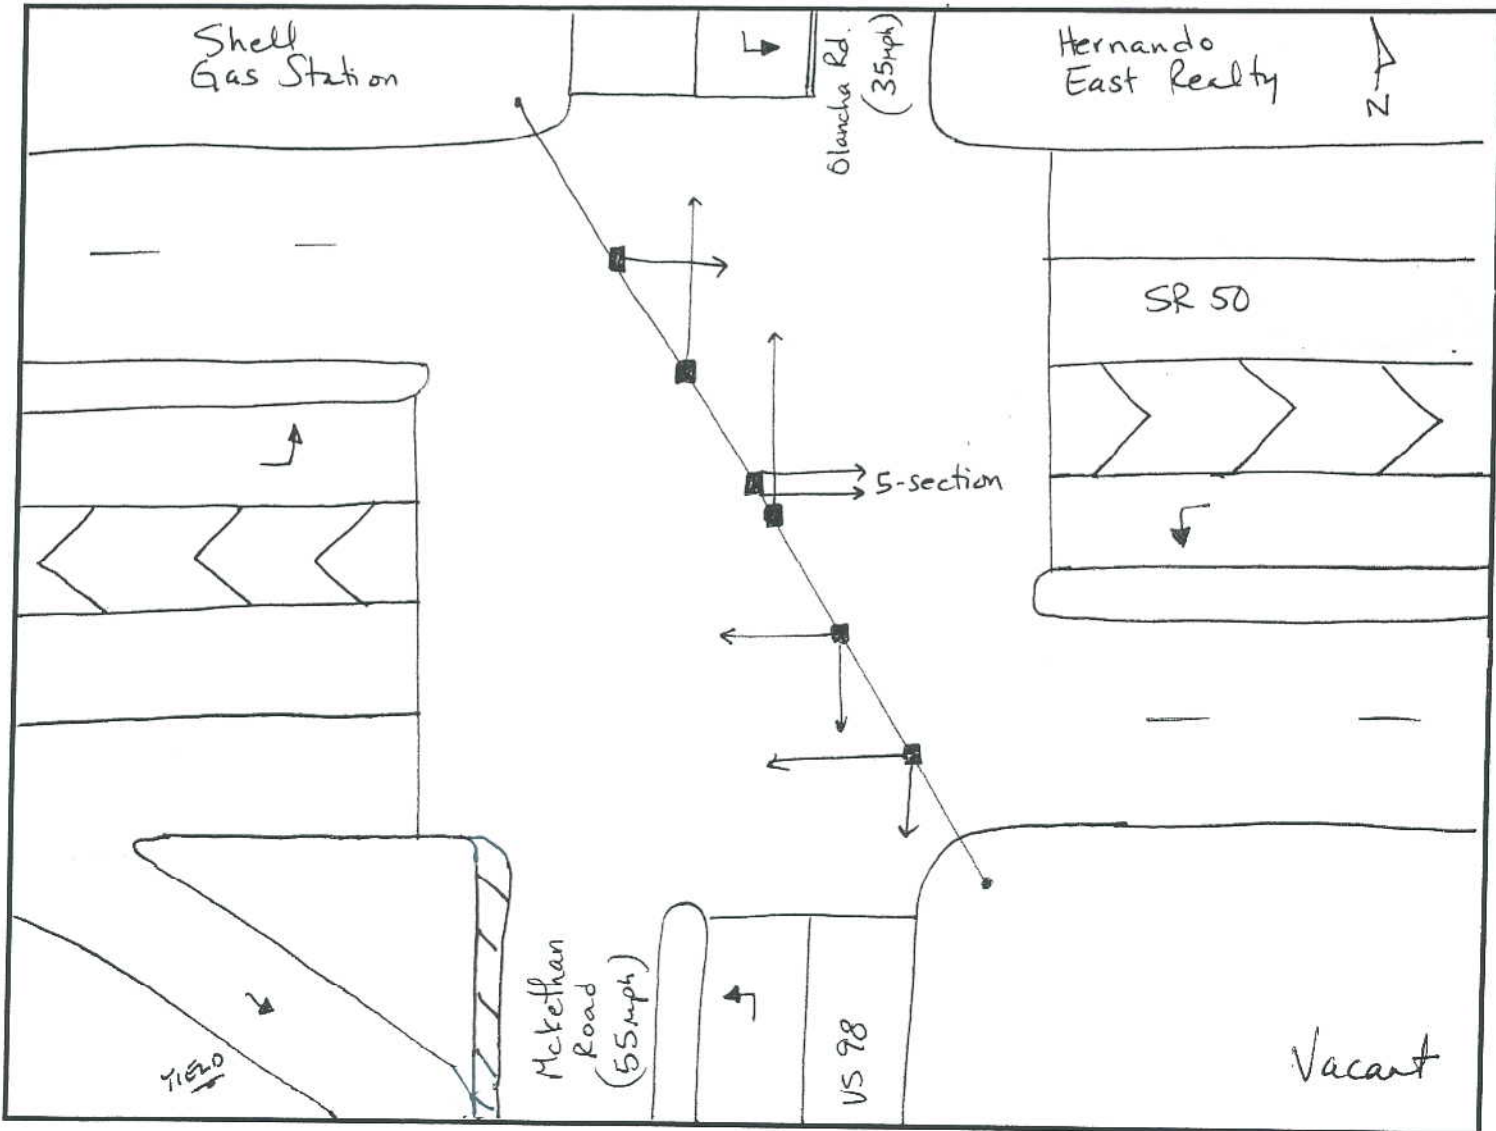 Shell
Gas Station
Olancha Rd.
(35mph)
Hernando
East Realty
N
SR 50
5-section
YIELD
Mckethan
Road
(55mph)
US 98
Vacant